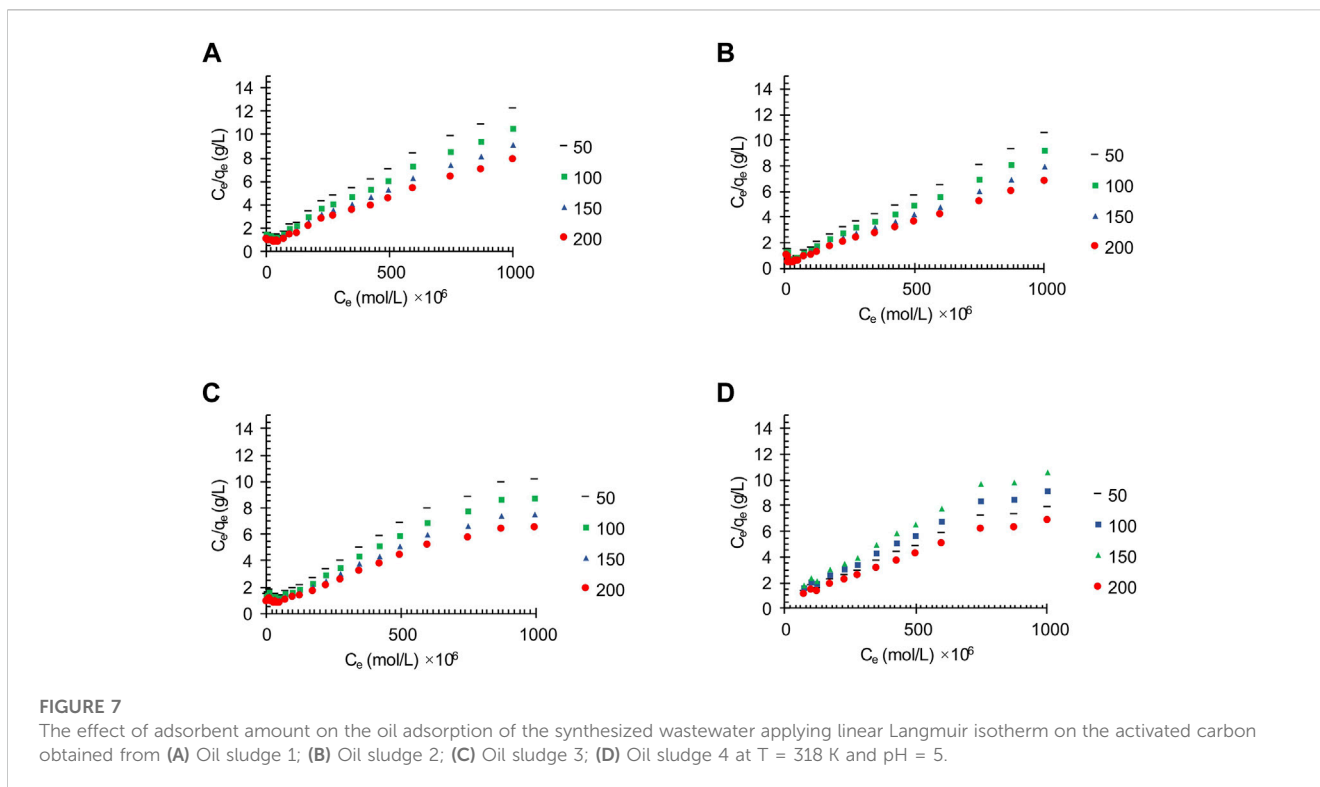 A
14
12
10
8
6
4
2
0
Cₑ/qₑ (g/L)
0 500 1000
Cₑ (mol/L) ×10⁶
50
100
150
200
B
14
12
10
8
6
4
2
0
Cₑ/qₑ (g/L)
0 500 1000
Cₑ (mol/L) ×10⁶
50
100
150
200
C
14
12
10
8
6
4
2
0
Cₑ/qₑ (g/L)
0 500 1000
Cₑ (mol/L) ×10⁶
50
100
150
200
D
14
12
10
8
6
4
2
0
Cₑ/qₑ (g/L)
0 500 1000
Cₑ (mol/L) ×10⁶
50
100
150
200
FIGURE 7
The effect of adsorbent amount on the oil adsorption of the synthesized wastewater applying linear Langmuir isotherm on the activated carbon
obtained from (A) Oil sludge 1; (B) Oil sludge 2; (C) Oil sludge 3; (D) Oil sludge 4 at T = 318 K and pH = 5.